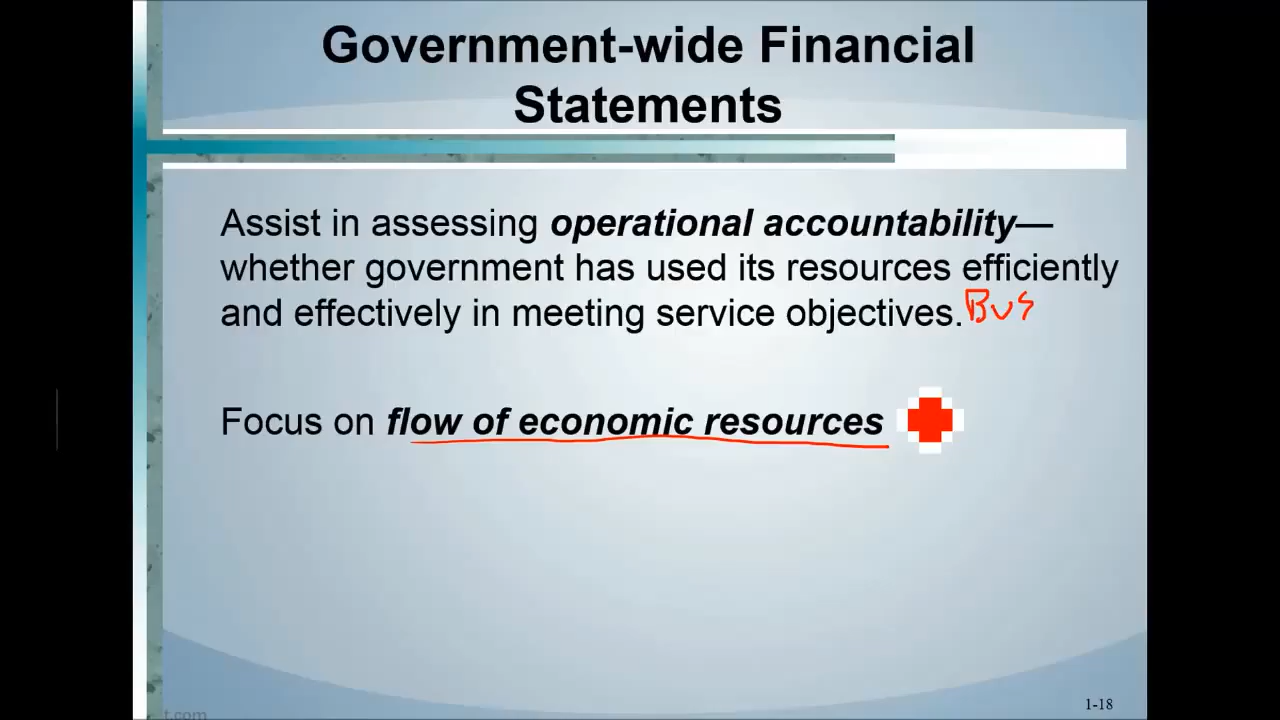 Government-wide Financial
Statements
Assist in assessing operational accountability—
whether government has used its resources efficiently
and effectively in meeting service objectives. BUS
Focus on flow of economic resources
1-18
t.com